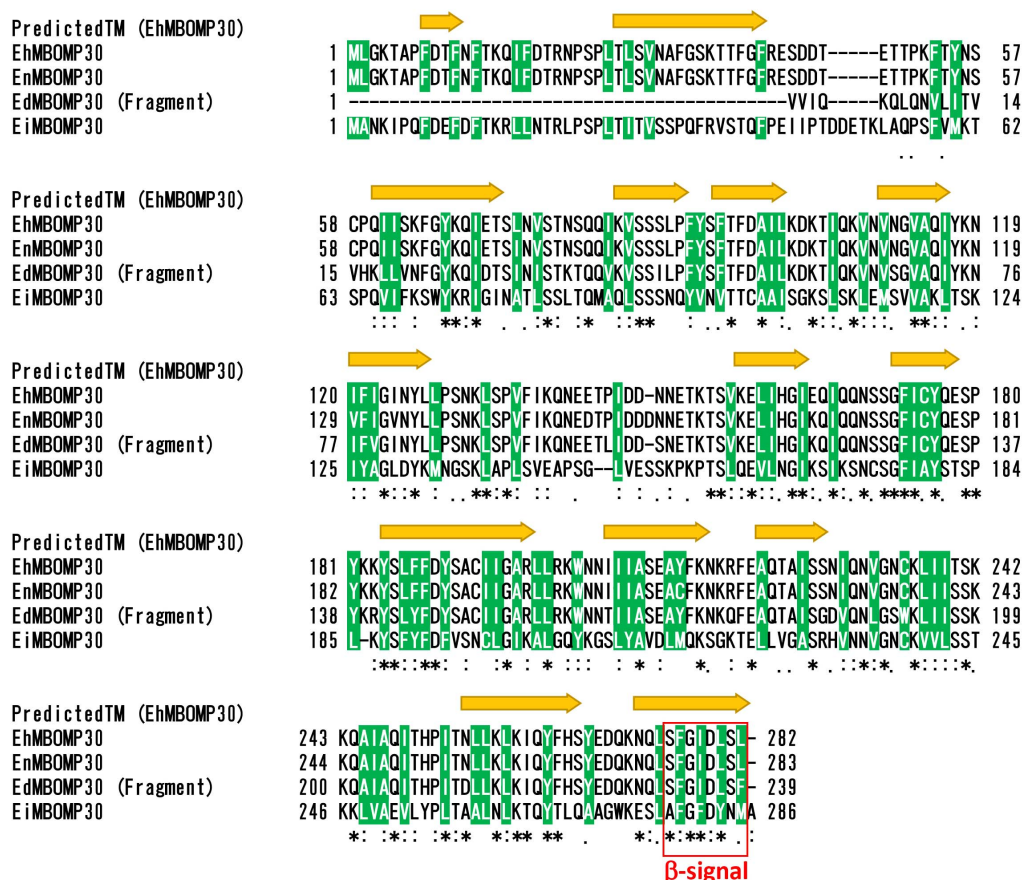 PredictedTM (EhMBOMP30)
EhMBOMP30 1 MLGKTAPFDTFNFTKQIFDTRNPSPLTLSVNAFGSKTTFGFRESDDT-----ETTPKFTYNS 57
EnMBOMP30 1 MLGKTAPFDTFNFTKQIFDTRNPSPLTLSVNAFGSKTTFGFRESDDT-----ETTPKFTYNS 57
EdMBOMP30 (Fragment) 1 -------------------------------------------VVIQ-----KQLQNVLITV 14
EiMBOMP30 1 MANKIPQFDEFDFTKRLLNTRLPSPLTITVSSPQFRVSTQFPEIIPTDDETKLAQPSFVMKT 62
.. .
PredictedTM (EhMBOMP30)
EhMBOMP30 58 CPQIISKFGYKQIETSLNVSTNSQQIKVSSSLPFYSFTFDAILKDKTIQKVNVNGVAQIYKN 119
EnMBOMP30 58 CPQIISKFGYKQIETSLNVSTNSQQIKVSSSLPFYSFTFDAILKDKTIQKVNVNGVAQIYKN 119
EdMBOMP30 (Fragment) 15 VHKLLVNFGYKQIDTSINISTKTQQVKVSSILPFYSFTFDAILKDKTIQKVNVSGVAQIYKN 76
EiMBOMP30 63 SPQVIFKSWYKRIGINATLSSLTQMAQLSSSNQYVNVTTCAAISGKSLSKLEMSVVAKLTSK 124
::: : **:* . .:*: :* ::** : ..* * :. *:: *:::. **:: .:
PredictedTM (EhMBOMP30)
EhMBOMP30 120 IFIGINYLLPSNKLSPVFIKQNEETPIDD-DNNETKTSVKELIHGIEQIQQNSSGFICYQESP 180
EnMBOMP30 129 VFIGVNYLLPSNKLSPVFIKQNEDTPIDDDDNNETKTSVKELIHGIKQIQQNSSGFICYQESP 181
EdMBOMP30 (Fragment) 77 IFVGINYLLPSNKLSPVFIKQNEETLIDD-SNETKTSVKELIHGIKQIQQNSSGFICYQESP 137
EiMBOMP30 125 IYAGLDYKMNGSKLAPLSVEAPSG--LVESSKPKPTSLQEVLNGIKSIKSNCSGFIAYSTSP 184
:: *::* : ..**:*: :: . : : .: : .**::*::**: *:.*.****.*. **
PredictedTM (EhMBOMP30)
EhMBOMP30 181 YKKYSLFFDYSACIIGARLLRKWNNIIIASEAYFKNKRFEAQTAISSNIQNVGNCKLIITSK 242
EnMBOMP30 182 YKKYSLFFDYSACIIGARLLRKWNNIIIASEACFKNKRFEAQTAISSNIQNVGNCKLIITSK 243
EdMBOMP30 (Fragment) 138 YKRYSLYFDYSACIIGARLLRKWNNTIIASEAYFKNKQFEAQTAISGDVQNLGSWKLIISSK 199
EiMBOMP30 185 L-KYSFYFDFVSNCLGIKALGQYKGSLYAVDLMQKSGKTELLVGASRHVNNVGNCKVVLSST 245
:**::**: : :* : * ::: : * : *. : * . * .::*:*. *::::*.
PredictedTM (EhMBOMP30)
EhMBOMP30 243 KQAIAQITHPITNLLKLKIQYFHSYEDQKNQLSFGIDLSL- 282
EnMBOMP30 244 KQAIAQITHPITNLLKLKIQYFHSYEDQKNQLSFGIDLSL- 283
EdMBOMP30 (Fragment) 200 KQAIAQITHPITDLLKLKIQYFHSYEDQKNQLSFGIDLSF- 239
EiMBOMP30 246 KKLVAEVLYPLTAALNLKTQYTLQAAGWKESLAFGFDYNMA 286
*: :*:: :*:* *:** ** . *:.*:**:* .:
β-signal